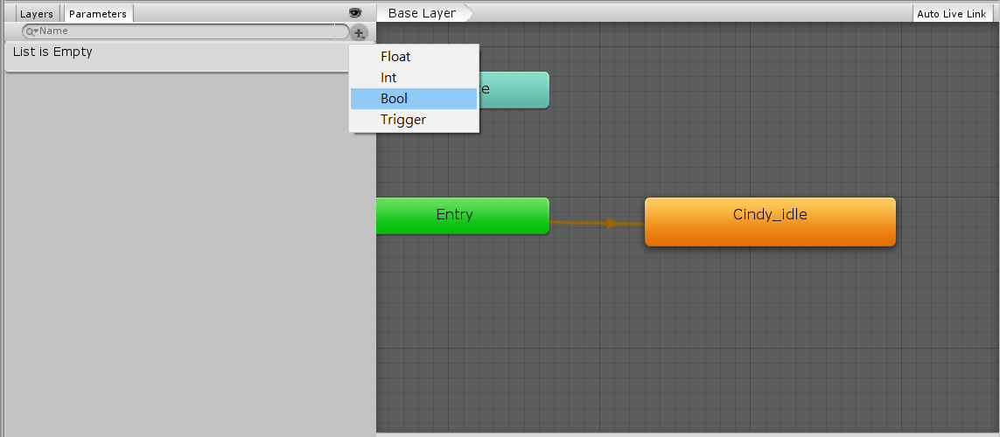 Layers Parameters
Base Layer
Auto Live Link
Name
List is Empty
Float
Int
Bool
Trigger
Entry
Cindy_idle